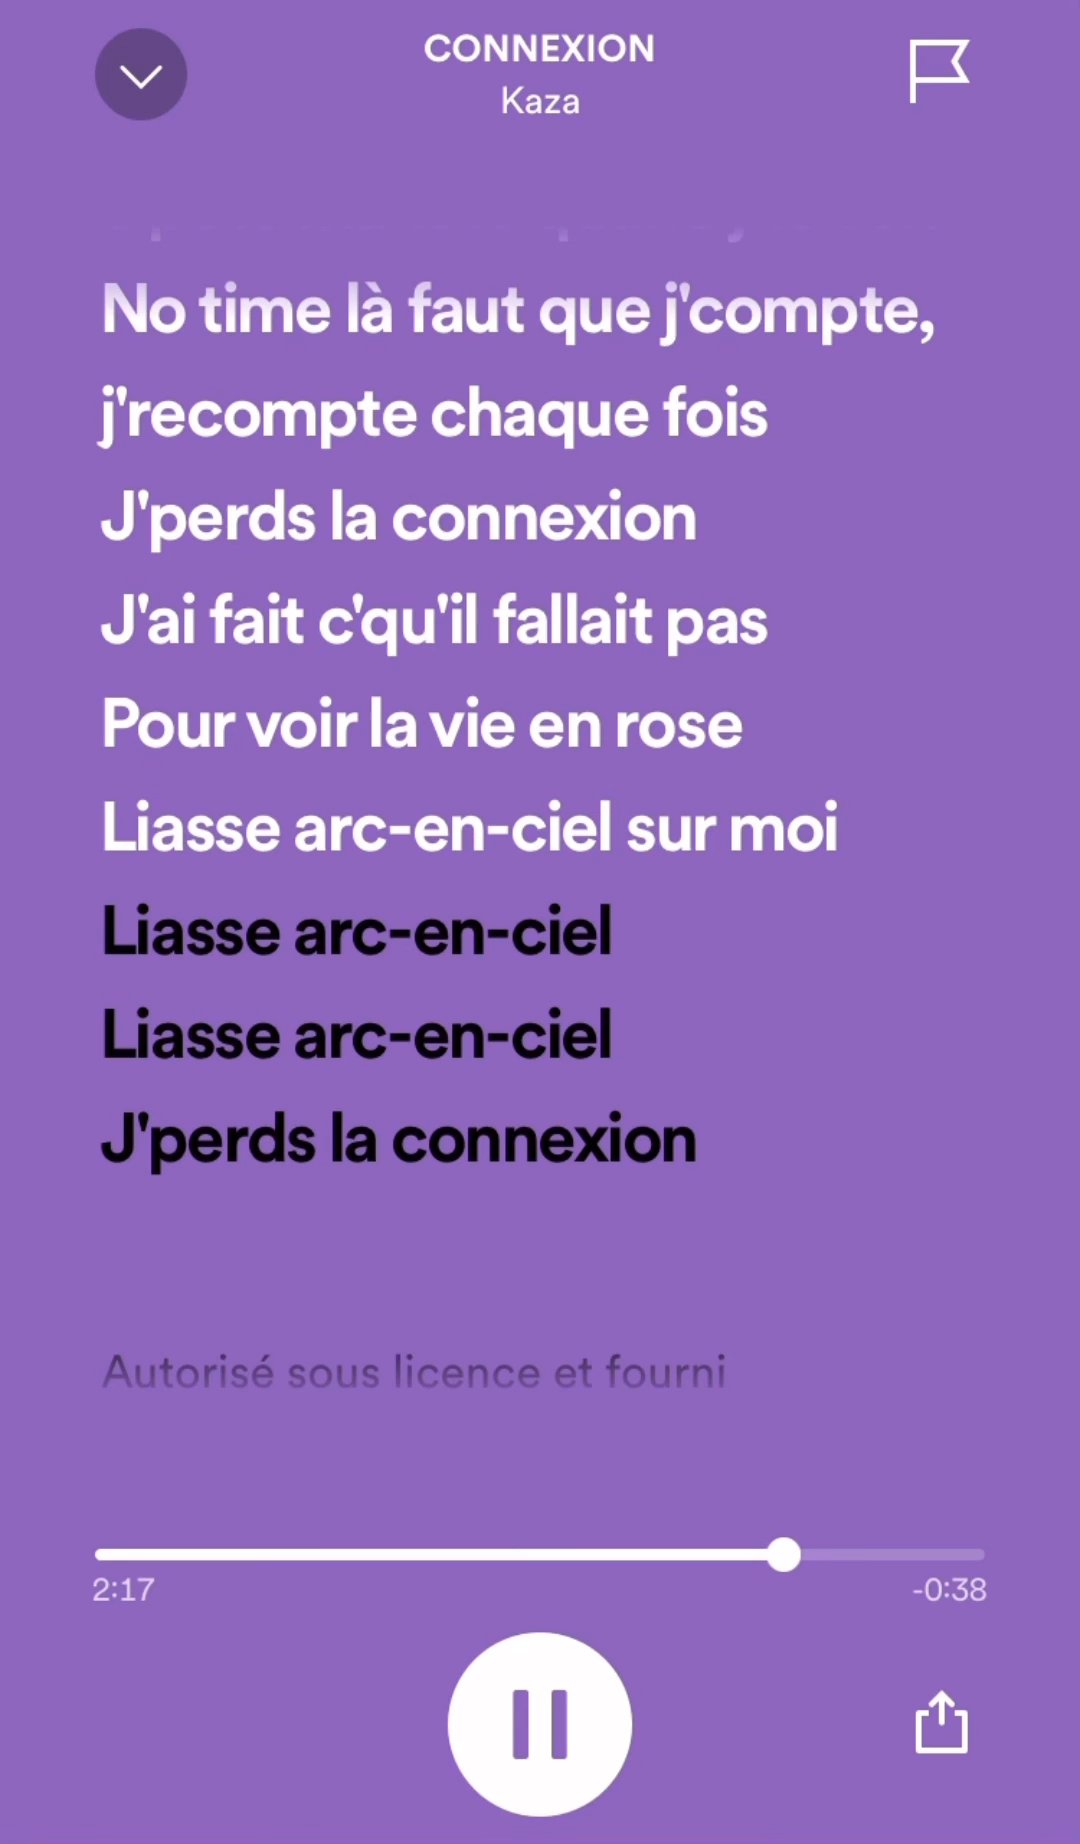 CONNEXION
Kaza
No time là faut que j'compte,
j'recompte chaque fois
J'perds la connexion
J'ai fait c'qu'il fallait pas
Pour voir la vie en rose
Liasse arc-en-ciel sur moi
Liasse arc-en-ciel
Liasse arc-en-ciel
J'perds la connexion
Autorisé sous licence et fourni
2:17
-0:38